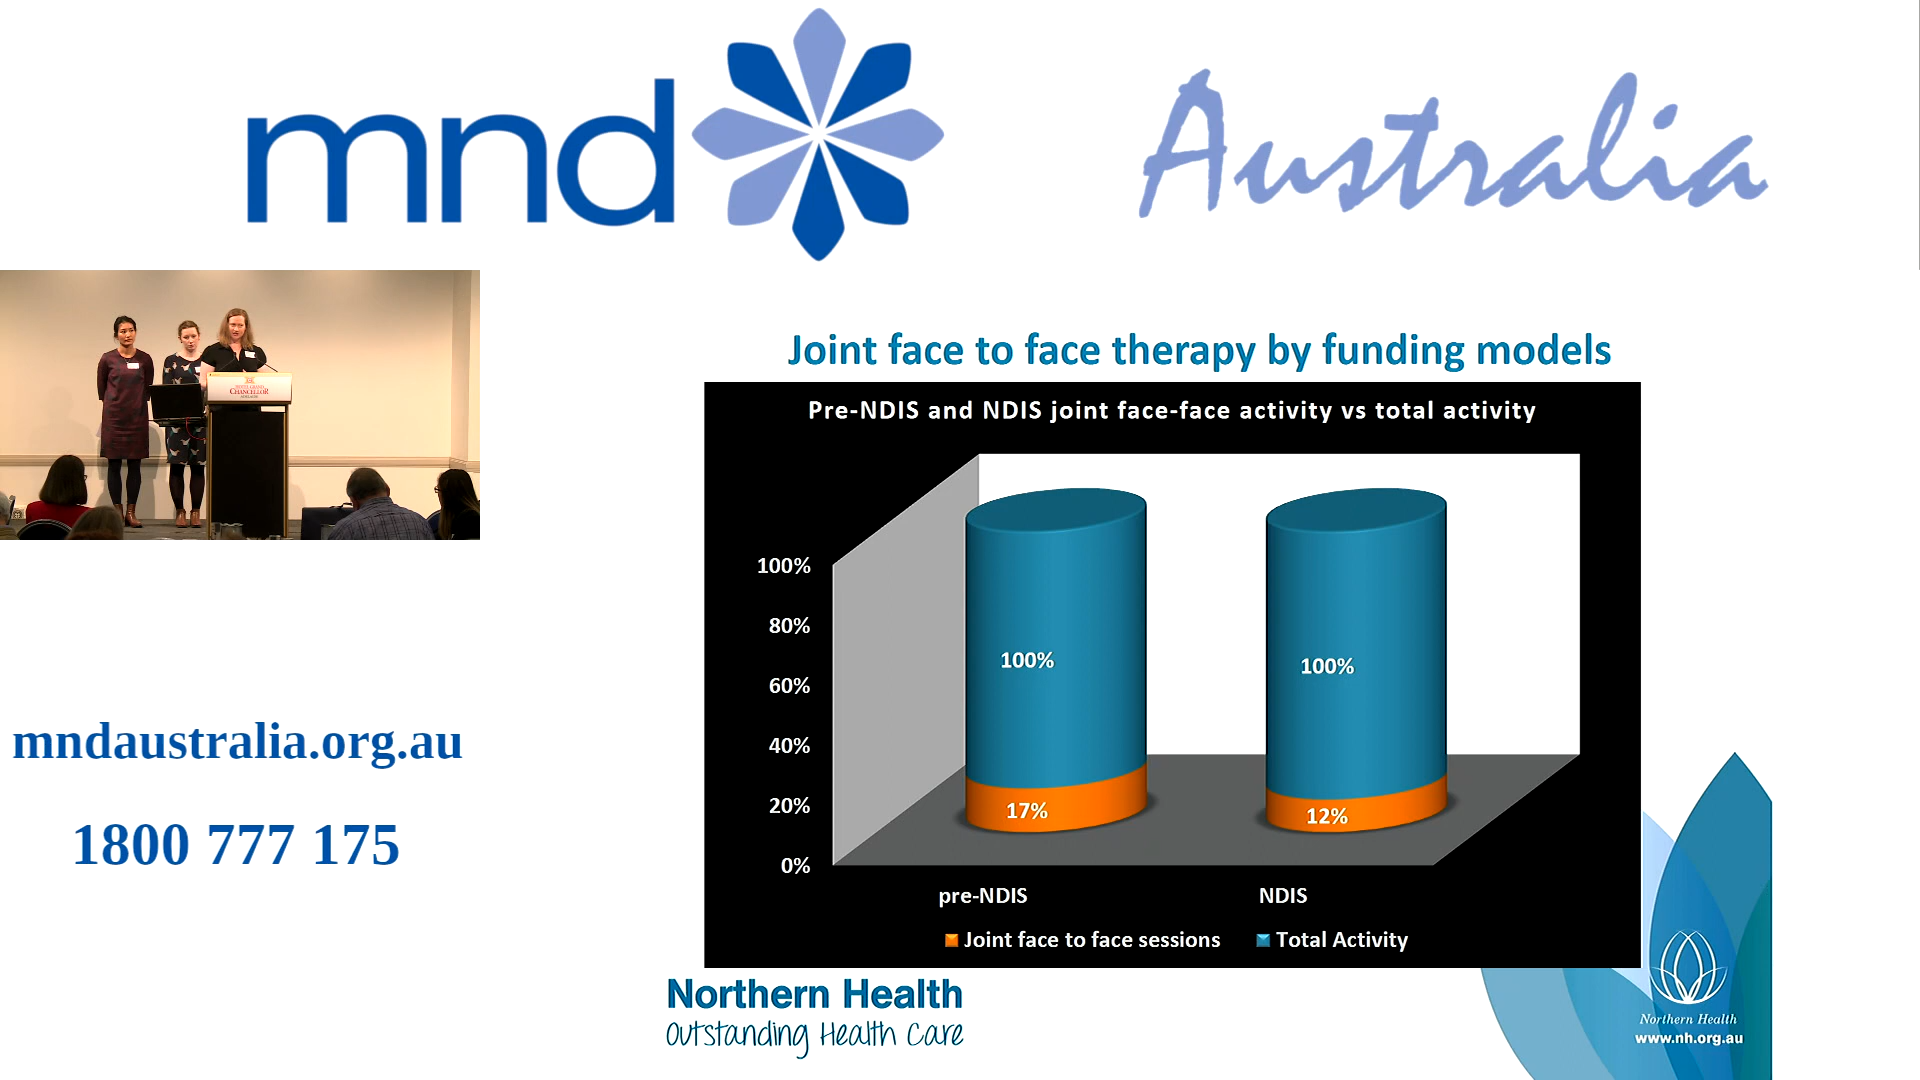 mnd Australia
Joint face to face therapy by funding models
Pre-NDIS and NDIS joint face-face activity vs total activity
100%
80%
60%
40%
20%
0%
100%
100%
17%
12%
pre-NDIS
NDIS
Joint face to face sessions
Total Activity
CHANCELLOR
mndaustralia.org.au
1800 777 175
Northern Health
Outstanding Health Care
Northern Health
www.nh.org.au